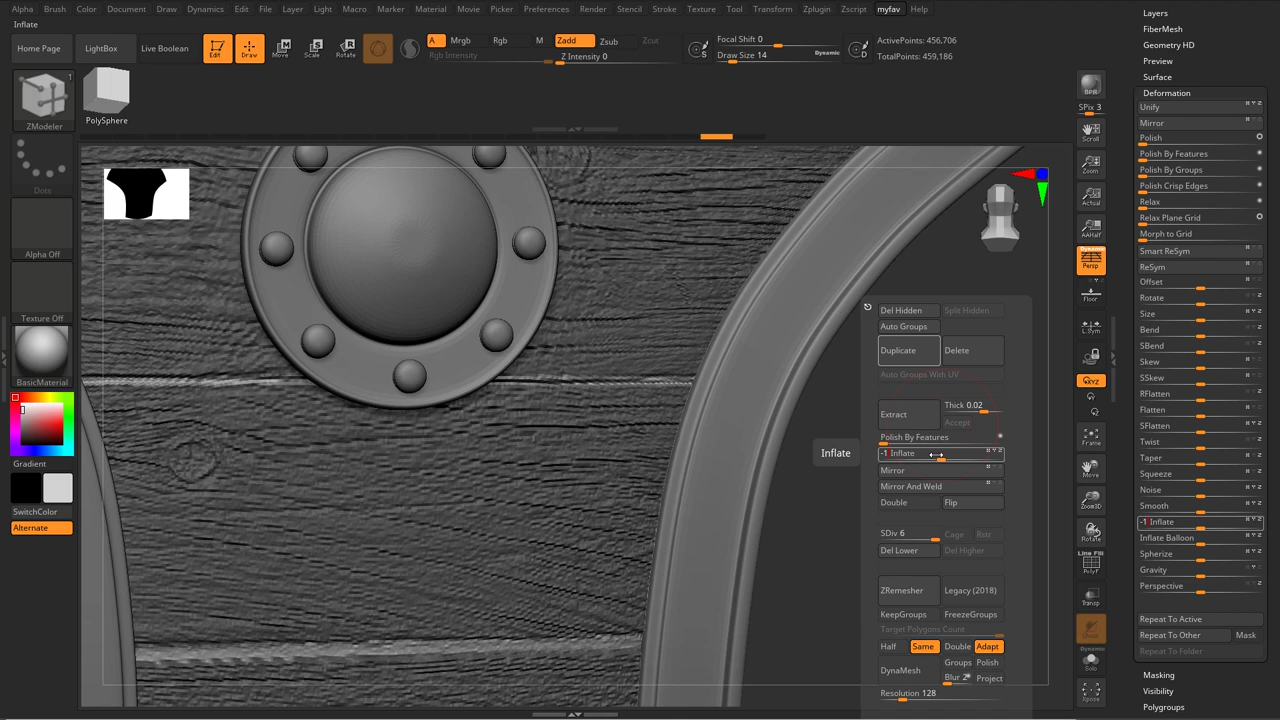 Alpha Brush Color Document Draw Dynamics Edit File Layer Light Macro Marker Material Movie Picker Preferences Render Stencil Stroke Texture Tool Transform Zplugin Zscript myfav Help
Inflate
Home Page LightBox Live Boolean Edit Draw Move Scale Rotate
A Mrgb Rgb M Zadd Zsub Zcut
Rgb Intensity Z Intensity 0
S Focal Shift 0
Draw Size 14 Dynamic D
ActivePoints: 456,706
TotalPoints: 459,186
1
ZModeler
PolySphere
Dots
Alpha Off
Texture Off
BasicMaterial
Gradient
SwitchColor
Alternate
Inflate
Del Hidden Split Hidden
Auto Groups
Duplicate Delete
Auto Groups With UV
Extract Thick 0.02
Accept
Polish By Features
-1 Inflate
Mirror
Mirror And Weld
Double Flip
SDiv 6 Cage Rstr
Del Lower Del Higher
ZRemesher Legacy (2018)
KeepGroups FreezeGroups
Target Polygons Count
Half Same Double Adapt
DynaMesh Groups Polish
Blur 2 Project
Resolution 128
BPR
SPix 3
Scroll
Zoom
Actual
AAHalf
Dynamic
Persp
Floor
L.Sym
XYZ
Frame
Move
Zoom3D
Rotate
Line Fill
PolyF
Transp
Dynamic
Solo
Xpose
Layers
FiberMesh
Geometry HD
Preview
Surface
Deformation
Unify
Mirror
Polish
Polish By Features
Polish By Groups
Polish Crisp Edges
Relax
Relax Plane Grid
Morph to Grid
Smart ReSym
ReSym
Offset
Rotate
Size
Bend
SBend
Skew
SSkew
RFlatten
Flatten
SFlatten
Twist
Taper
Squeeze
Noise
Smooth
-1 Inflate
Inflate Balloon
Spherize
Gravity
Perspective
Repeat To Active
Repeat To Other Mask
Repeat To Folder
Masking
Visibility
Polygroups